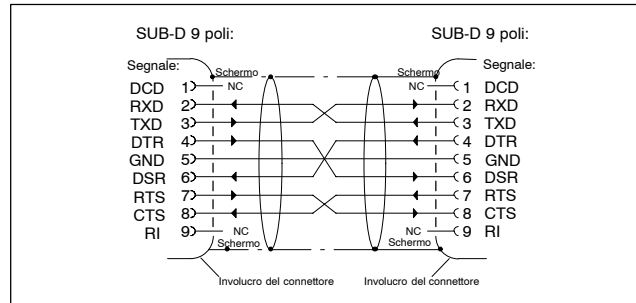 SUB-D 9 poli: SUB-D 9 poli:
Segnale: Schermo Schermo Segnale:
DCD 1 NC NC 1 DCD
RXD 2 2 RXD
TXD 3 3 TXD
DTR 4 4 DTR
GND 5 5 GND
DSR 6 6 DSR
RTS 7 7 RTS
CTS 8 8 CTS
RI 9 NC NC 9 RI
Schermo Schermo
Involucro del connettore Involucro del connettore